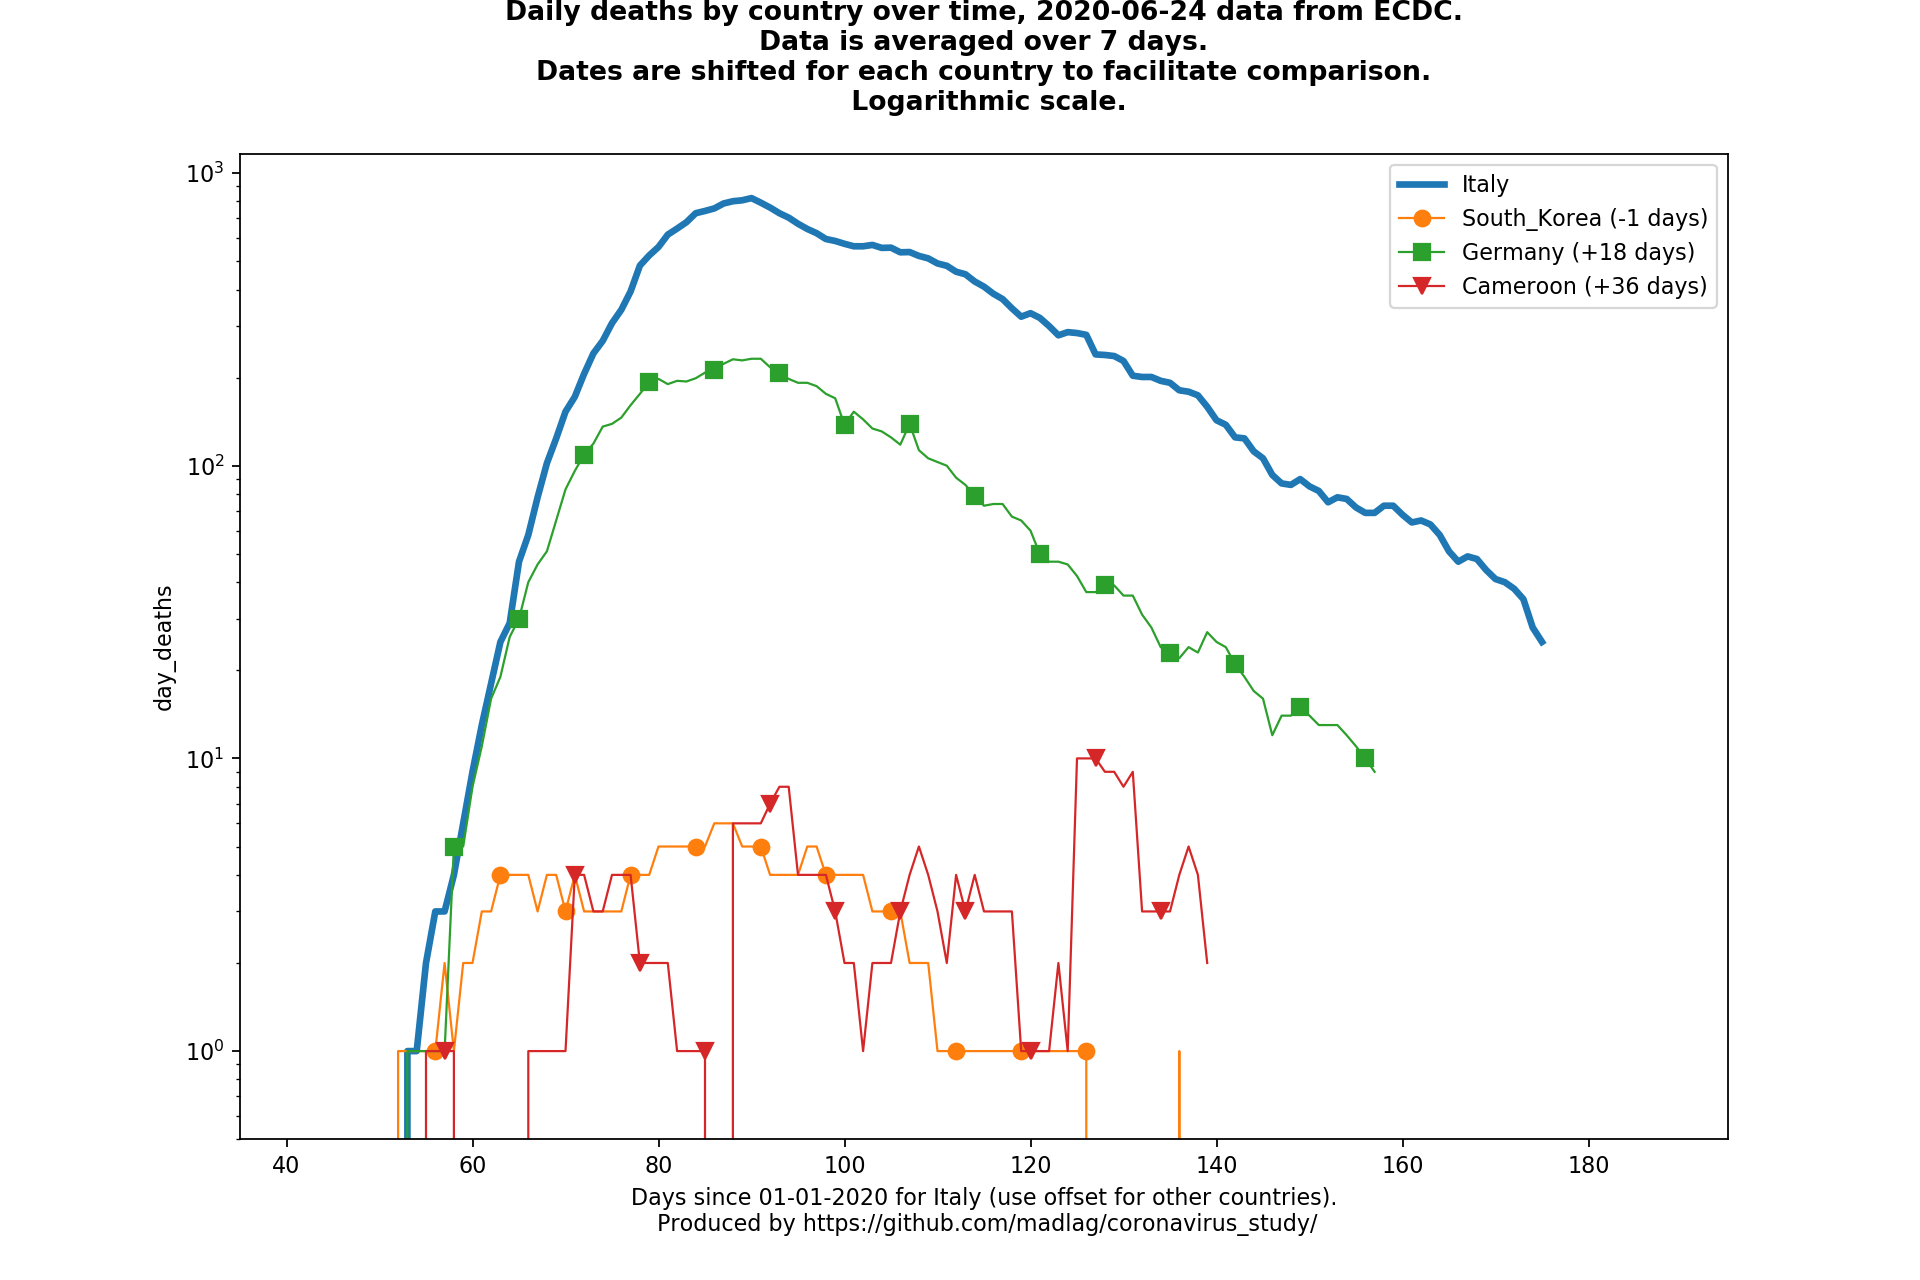 Daily deaths by country over time, 2020-06-24 data from ECDC.
Data is averaged over 7 days.
Dates are shifted for each country to facilitate comparison.
Logarithmic scale.
10³
10²
10¹
10⁰
day_deaths
Italy
South_Korea (-1 days)
Germany (+18 days)
Cameroon (+36 days)
40 60 80 100 120 140 160 180
Days since 01-01-2020 for Italy (use offset for other countries).
Produced by https://github.com/madlag/coronavirus_study/